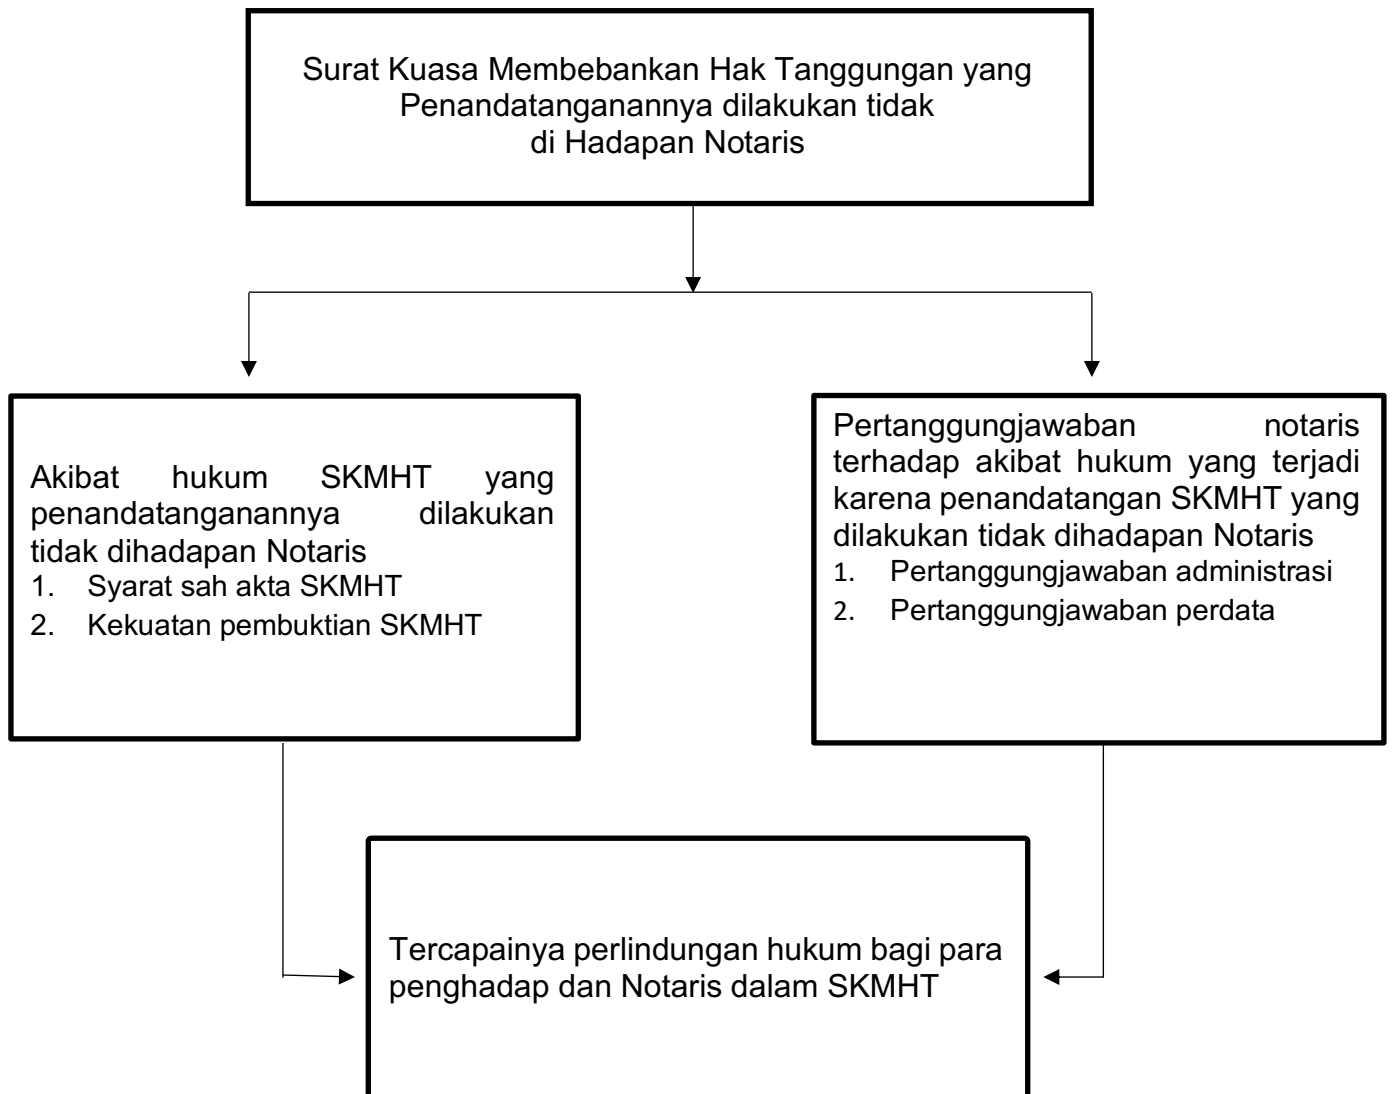 Surat Kuasa Membebankan Hak Tanggungan yang
Penandatanganannya dilakukan tidak
di Hadapan Notaris
Akibat hukum SKMHT yang
penandatanganannya dilakukan
tidak dihadapan Notaris
1. Syarat sah akta SKMHT
2. Kekuatan pembuktian SKMHT
Pertanggungjawaban notaris
terhadap akibat hukum yang terjadi
karena penandatangan SKMHT yang
dilakukan tidak dihadapan Notaris
1. Pertanggungjawaban administrasi
2. Pertanggungjawaban perdata
Tercapainya perlindungan hukum bagi para
penghadap dan Notaris dalam SKMHT